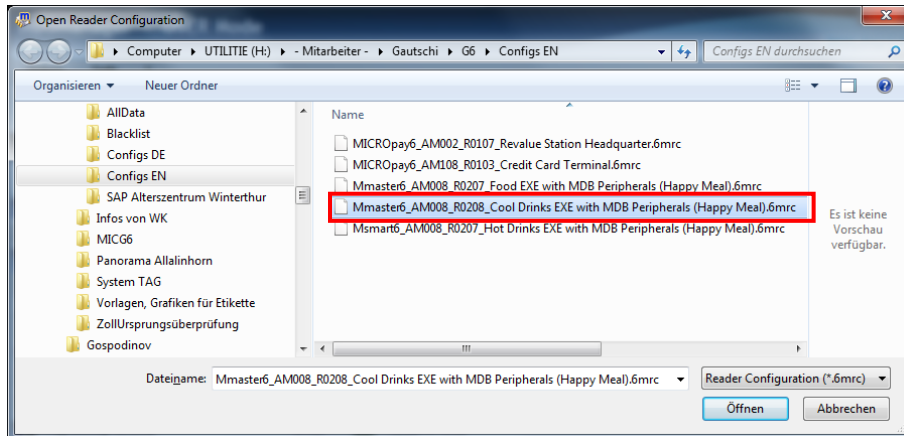 Open Reader Configuration
Computer UTILITIE (H:) - Mitarbeiter - Gautschi G6 Configs EN
Configs EN durchsuchen
Organisieren Neuer Ordner
AllData
Blacklist
Configs DE
Configs EN
SAP Alterszentrum Winterthur
Infos von WK
MICG6
Panorama Allalinhorn
System TAG
Vorlagen, Grafiken für Etikette
ZollUrsprungsüberprüfung
Gospodinov
Name
MICROpay6_AM002_R0107_Revalue Station Headquarter.6mrc
MICROpay6_AM108_R0103_Credit Card Terminal.6mrc
Mmaster6_AM008_R0207_Food EXE with MDB Peripherals (Happy Meal).6mrc
Mmaster6_AM008_R0208_Cool Drinks EXE with MDB Peripherals (Happy Meal).6mrc
Msmart6_AM008_R0207_Hot Drinks EXE with MDB Peripherals (Happy Meal).6mrc
Es ist keine
Vorschau
verfügbar.
Dateiname: Mmaster6_AM008_R0208_Cool Drinks EXE with MDB Peripherals (Happy Meal).6mrc
Reader Configuration (*.6mrc)
Öffnen Abbrechen